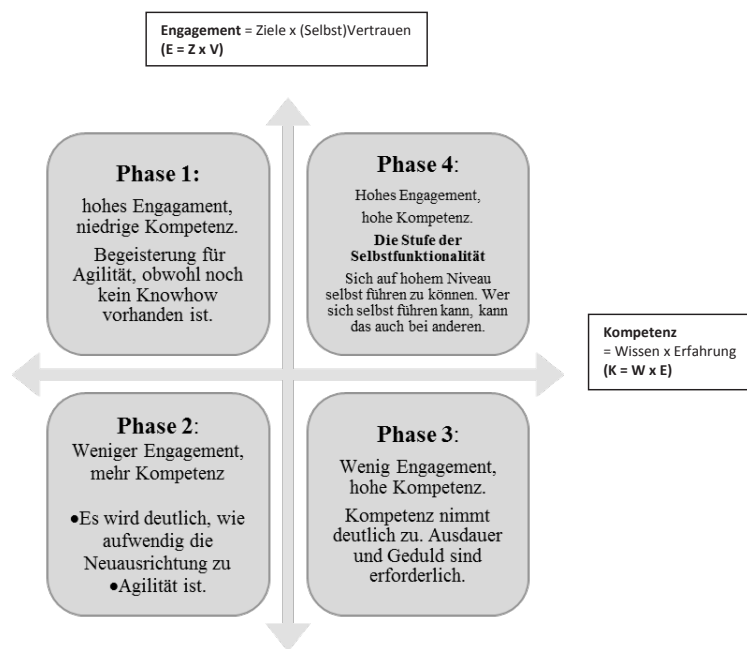 Engagement = Ziele x (Selbst)Vertrauen
(E = Z x V)
Phase 1:
hohes Engagament,
niedrige Kompetenz.
Begeisterung für
Agilität, obwohl noch
kein Knowhow
vorhanden ist.
Phase 4:
Hohes Engagement,
hohe Kompetenz.
Die Stufe der
Selbstfunktionalität
Sich auf hohem Niveau
selbst führen zu können. Wer
sich selbst führen kann, kann
das auch bei anderen.
Kompetenz
= Wissen x Erfahrung
(K = W x E)
Phase 2:
Weniger Engagement,
mehr Kompetenz
•Es wird deutlich, wie
aufwendig die
Neuausrichtung zu
•Agilität ist.
Phase 3:
Wenig Engagement,
hohe Kompetenz.
Kompetenz nimmt
deutlich zu. Ausdauer
und Geduld sind
erforderlich.